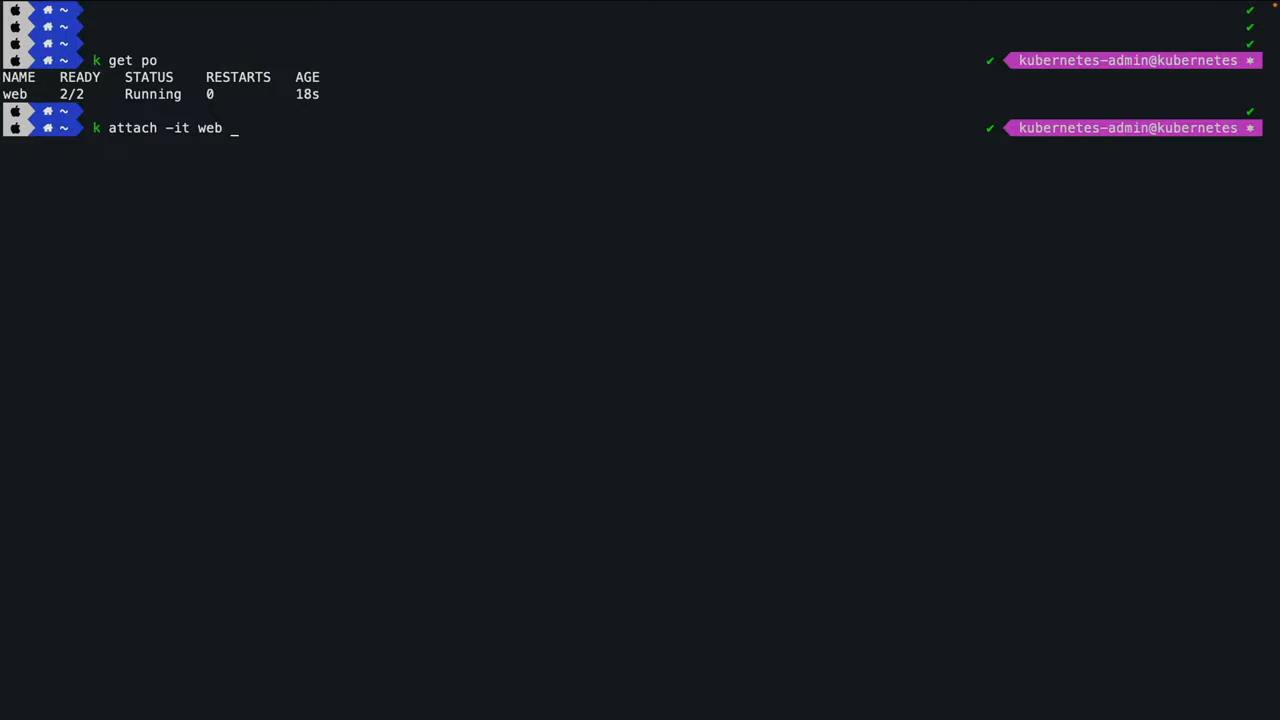 ~
~
~
~ k get po ✔ kubernetes-admin@kubernetes
NAME READY STATUS RESTARTS AGE
web 2/2 Running 0 18s
~
~ k attach -it web _ ✔ kubernetes-admin@kubernetes